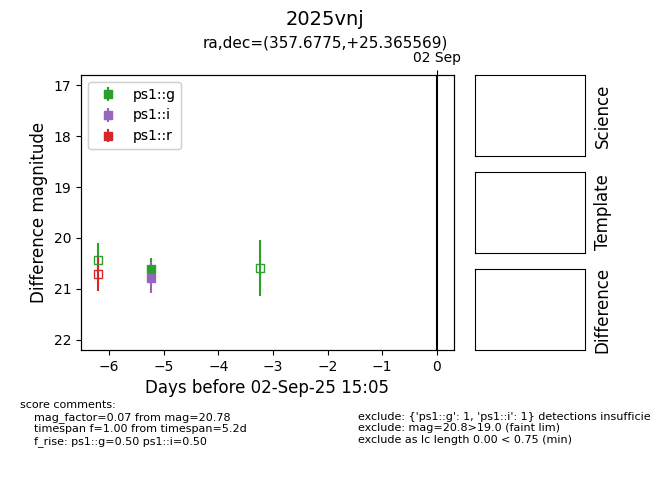 2025vnj
ra,dec=(357.6775,+25.365569)
02 Sep
ps1::g
ps1::i
ps1::r
17
18
19
20
21
22
Difference magnitude
−6
−5
−4
−3
−2
−1
0
Days before 02-Sep-25 15:05
Science
Template
Difference
score comments:
mag_factor=0.07 from mag=20.78
timespan f=1.00 from timespan=5.2d
f_rise: ps1::g=0.50 ps1::i=0.50
exclude: {'ps1::g': 1, 'ps1::i': 1} detections insufficie
exclude: mag=20.8>19.0 (faint lim)
exclude as lc length 0.00 < 0.75 (min)